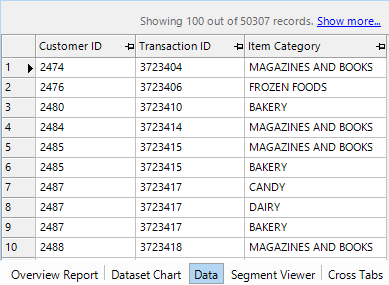 Showing 100 out of 50307 records. Show more...
Customer ID Transaction ID Item Category
1 2474 3723404 MAGAZINES AND BOOKS
2 2476 3723406 FROZEN FOODS
3 2480 3723410 BAKERY
4 2484 3723414 MAGAZINES AND BOOKS
5 2485 3723415 MAGAZINES AND BOOKS
6 2485 3723415 BAKERY
7 2487 3723417 CANDY
8 2487 3723417 DAIRY
9 2487 3723417 BAKERY
10 2488 3723418 MAGAZINES AND BOOKS
Overview Report Dataset Chart Data Segment Viewer Cross Tabs